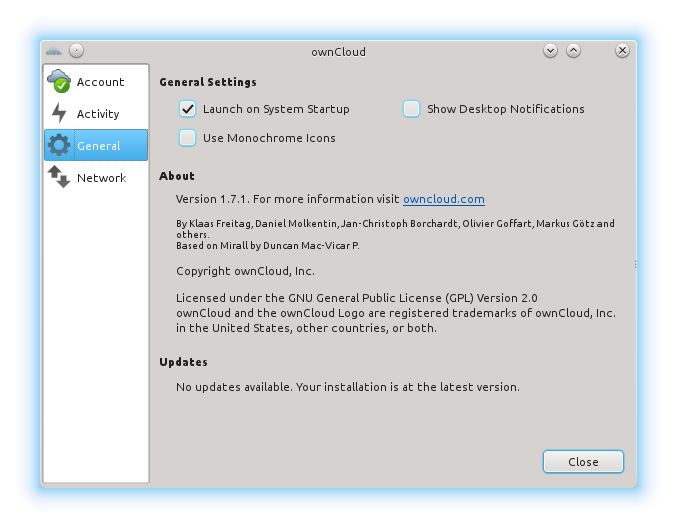 ownCloud
Account
Activity
General
Network
General Settings
Launch on System Startup
Show Desktop Notifications
Use Monochrome Icons
About
Version 1.7.1. For more information visit owncloud.com
By Klaas Freitag, Daniel Molkentin, Jan-Christoph Borchardt, Olivier Goffart, Markus Götz and
others.
Based on Mirall by Duncan Mac-Vicar P.
Copyright ownCloud, Inc.
Licensed under the GNU General Public License (GPL) Version 2.0
ownCloud and the ownCloud Logo are registered trademarks of ownCloud, Inc.
in the United States, other countries, or both.
Updates
No updates available. Your installation is at the latest version.
Close